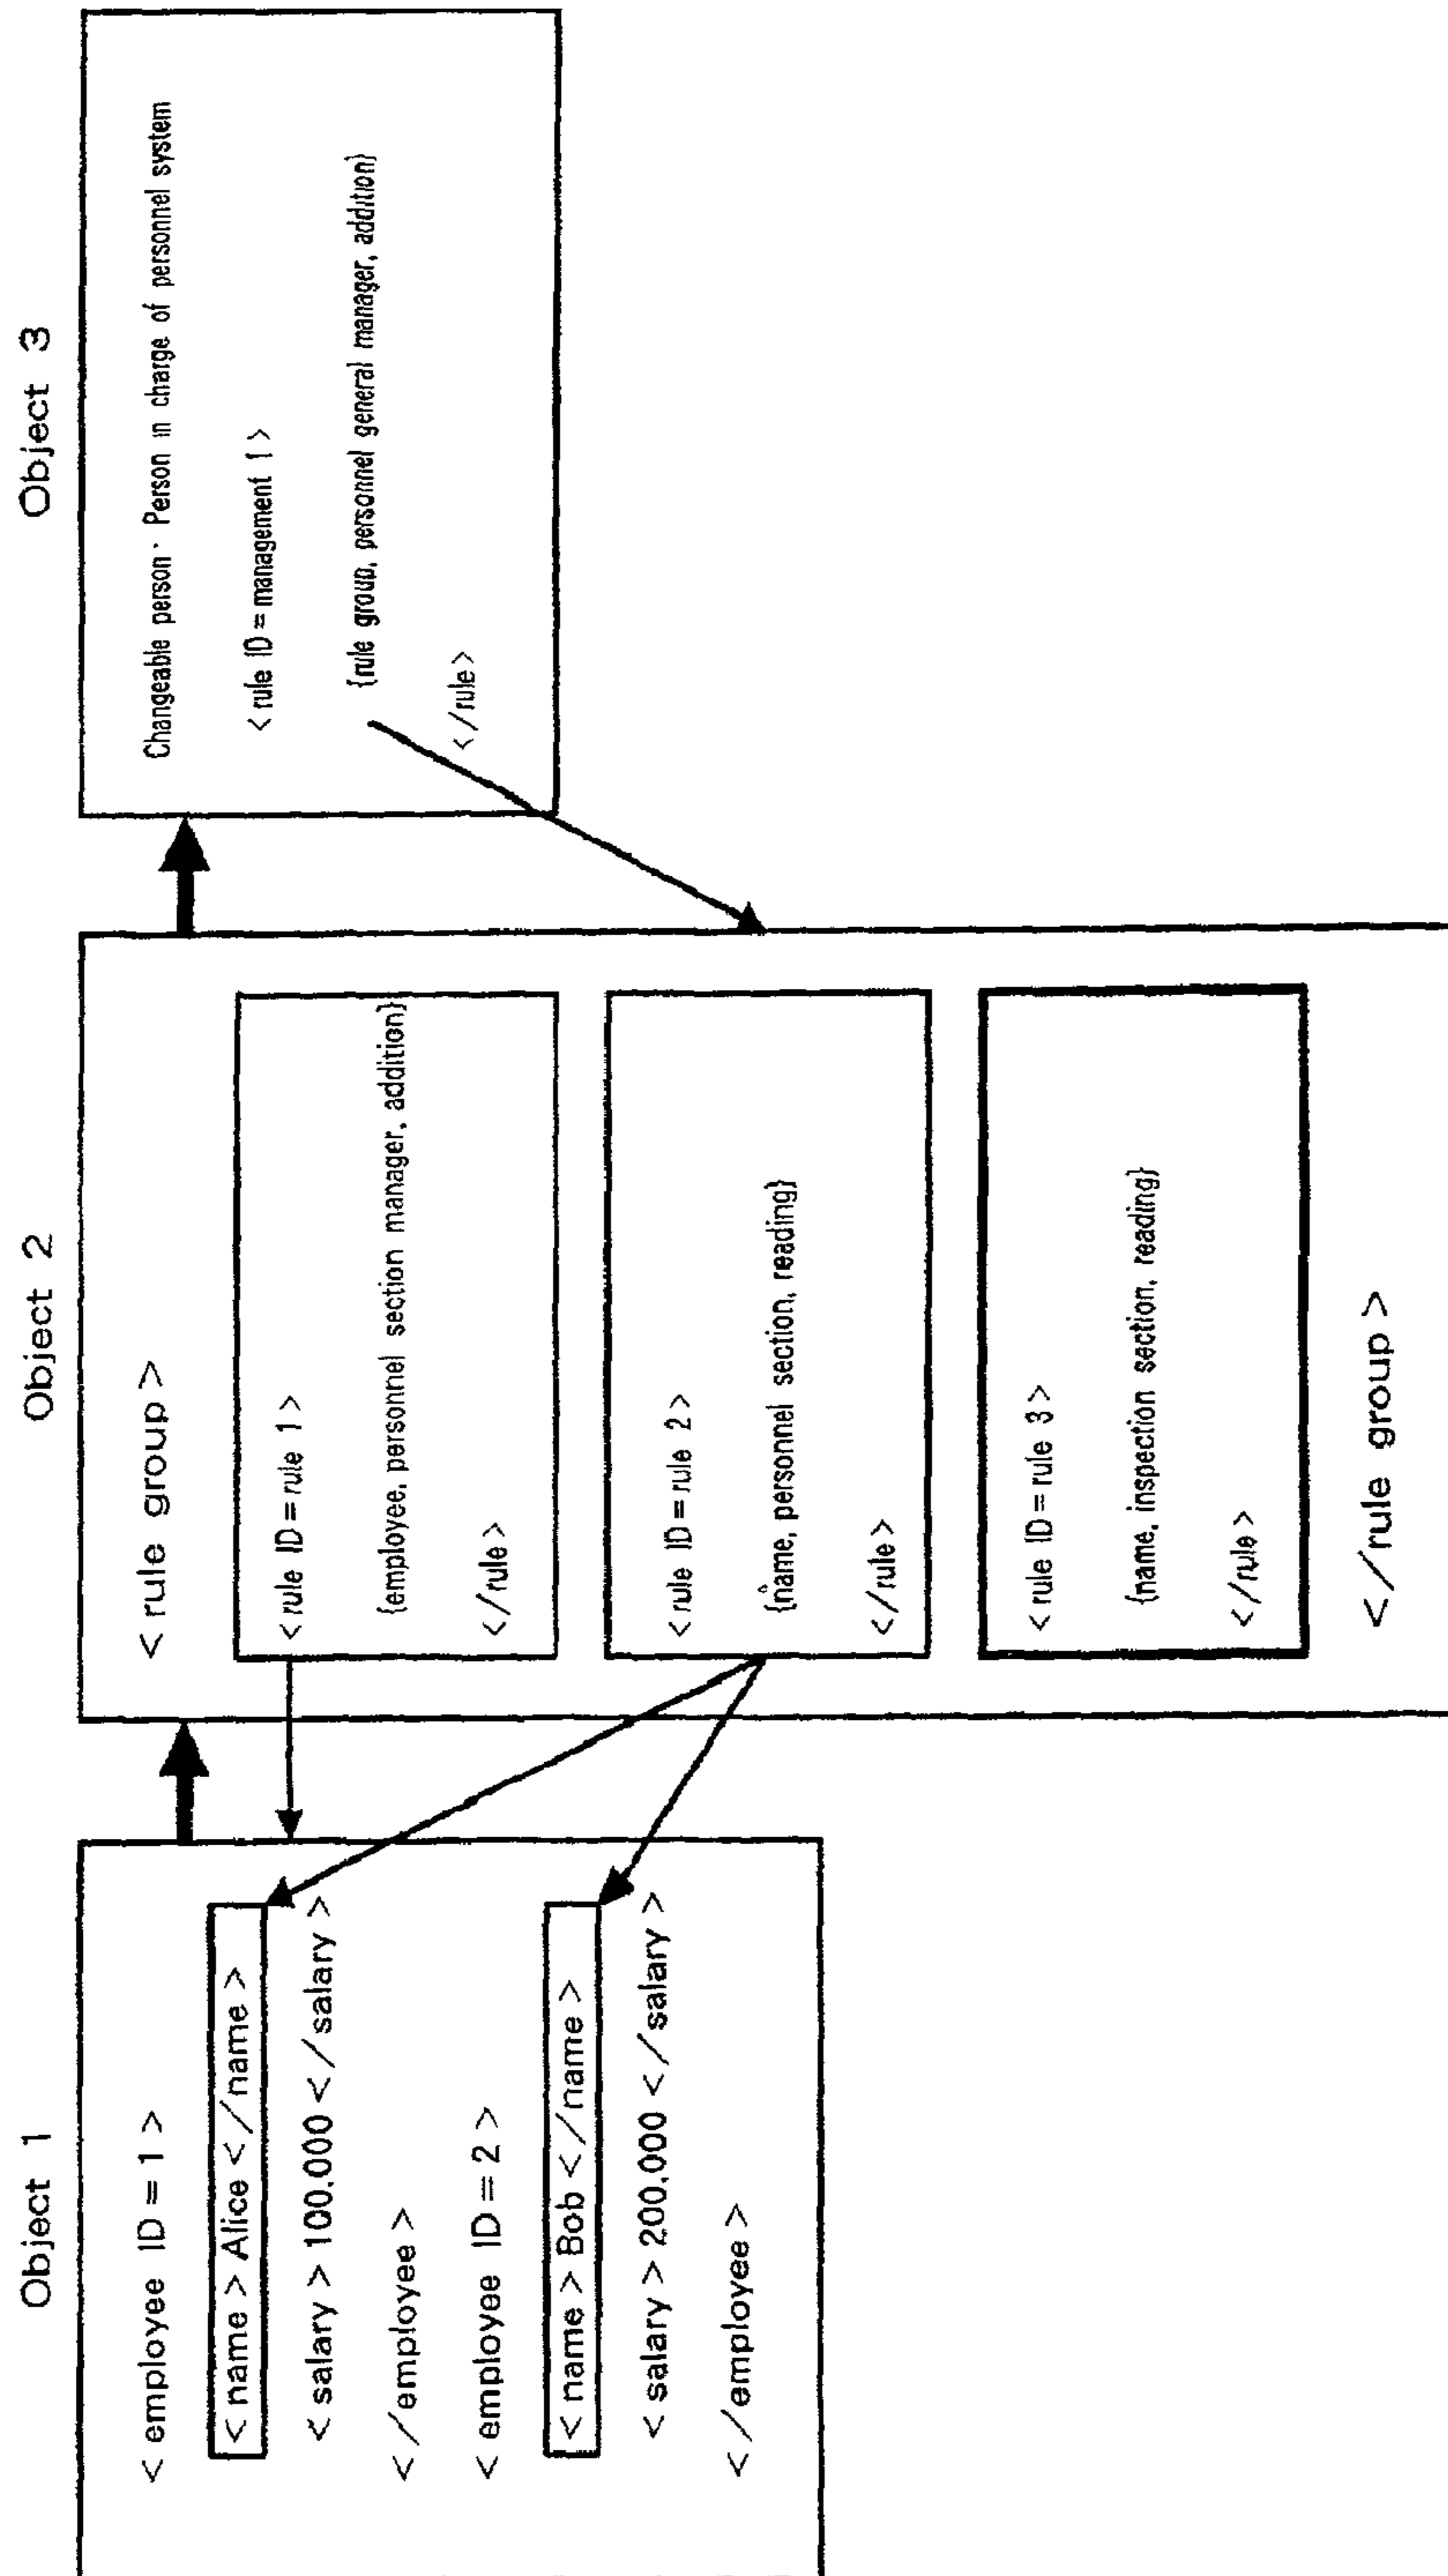 Object 1
< employee ID = 1 >
< name > Alice < /name >
< salary > 100,000 < /salary >
< /employee >
< employee ID = 2 >
< name > Bob < /name >
< salary > 200,000 < /salary >
< /employee >
Object 2
< rule group >
< rule ID = rule 1 >
{employee, personnel section manager, addition}
< /rule >
< rule ID = rule 2 >
{name, personnel section, reading}
< /rule >
< rule ID = rule 3 >
{name, inspection section, reading}
< /rule >
< /rule group >
Object 3
Changeable person· Person in charge of personnel system
< rule ID = management 1 >
{rule group, personnel general manager, addition}
< /rule >